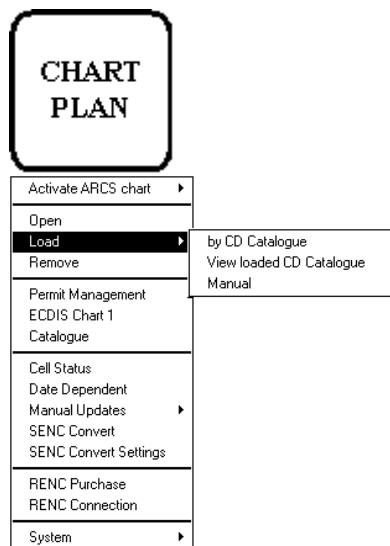 CHART
PLAN
Activate ARCS chart
Open
Load
by CD Catalogue
Remove
View loaded CD Catalogue
Manual
Permit Management
ECDIS Chart 1
Catalogue
Cell Status
Date Dependent
Manual Updates
SENC Convert
SENC Convert Settings
RENC Purchase
RENC Connection
System